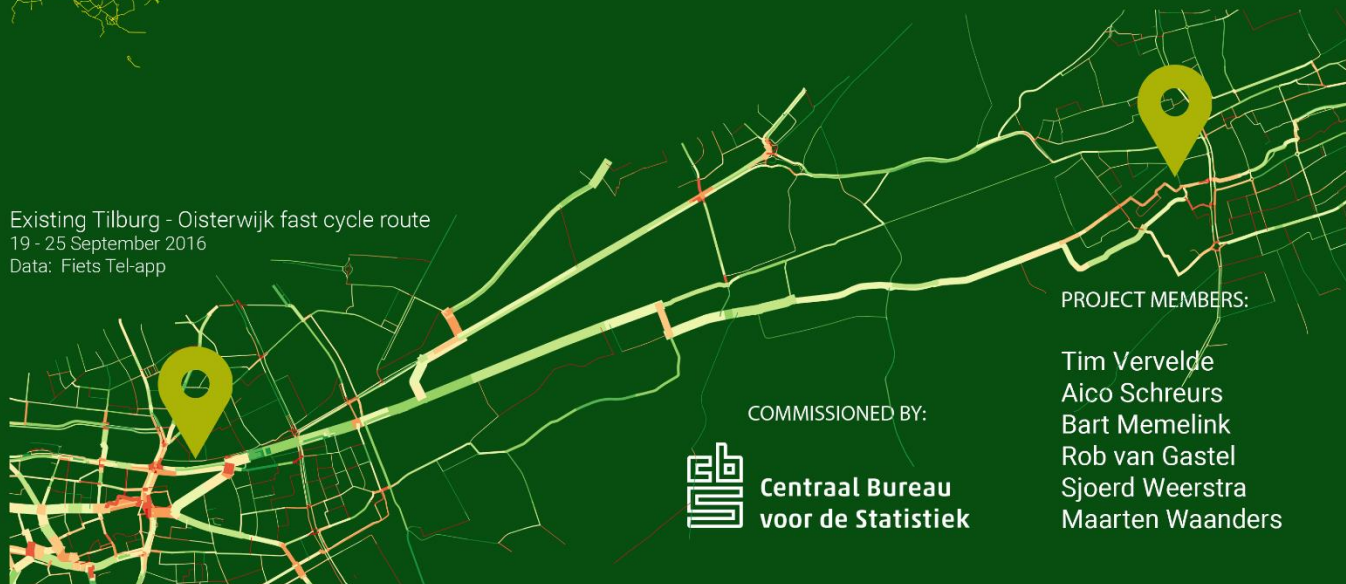 Existing Tilburg - Oisterwijk fast cycle route
19 - 25 September 2016
Data: Fiets Tel-app
COMMISSIONED BY:
cbs
Centraal Bureau
voor de Statistiek
PROJECT MEMBERS:
Tim Vervelde
Aico Schreurs
Bart Memelink
Rob van Gastel
Sjoerd Weerstra
Maarten Waanders